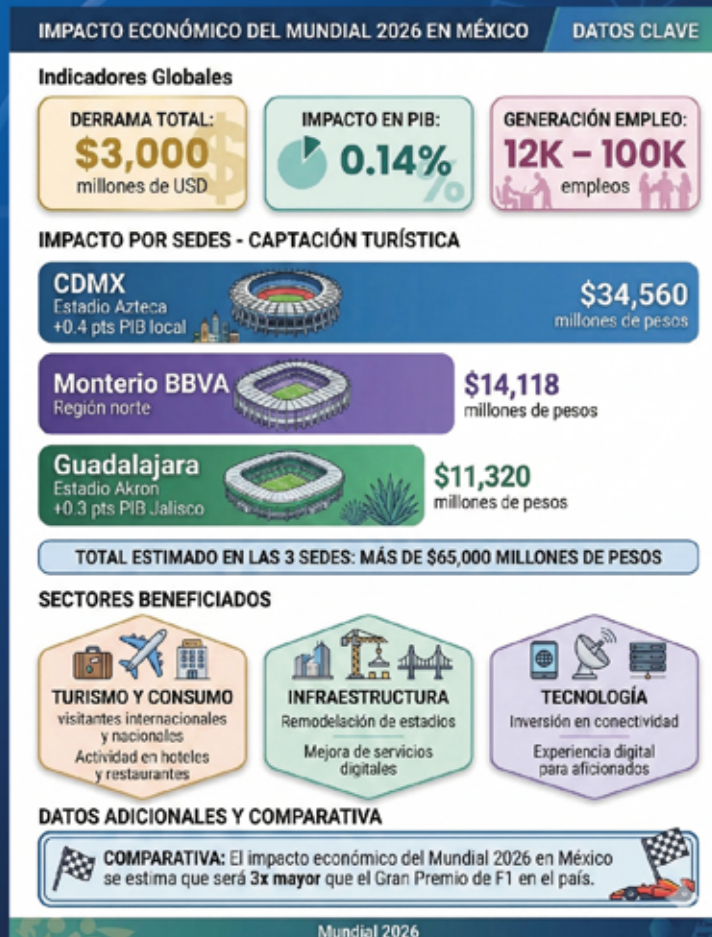 IMPACTO ECONÓMICO DEL MUNDIAL 2026 EN MÉXICO
DATOS CLAVE
Indicadores Globales
DERRAMA TOTAL:
$3,000
millones de USD
IMPACTO EN PIB:
0.14%
GENERACIÓN EMPLEO:
12K – 100K
empleos
IMPACTO POR SEDES - CAPTACIÓN TURÍSTICA
CDMX
Estadio Azteca
+0.4 pts PIB local
$34,560
millones de pesos
Monterio BBVA
Región norte
$14,118
millones de pesos
Guadalajara
Estadio Akron
+0.3 pts PIB Jalisco
$11,320
millones de pesos
TOTAL ESTIMADO EN LAS 3 SEDES: MÁS DE $65,000 MILLONES DE PESOS
SECTORES BENEFICIADOS
TURISMO Y CONSUMO
visitantes internacionales
y nacionales
Actividad en hoteles
y restaurantes
INFRAESTRUCTURA
Remodelación de estadios
Mejora de servicios
digitales
TECNOLOGÍA
Inversión en conectividad
Experiencia digital
para aficionados
DATOS ADICIONALES Y COMPARATIVA
COMPARATIVA: El impacto económico del Mundial 2026 en México
se estima que será 3x mayor que el Gran Premio de F1 en el país.
Mundial 2026